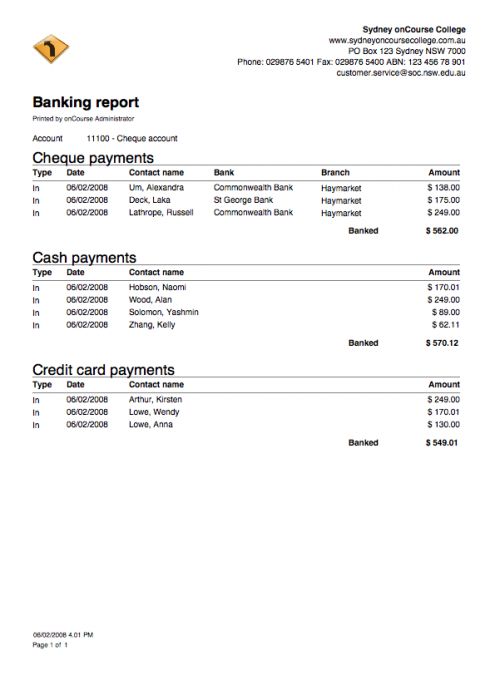 Sydney onCourse College
www.sydneyoncoursecollege.com.au
PO Box 123 Sydney NSW 7000
Phone: 029876 5401 Fax: 029876 5400 ABN: 123 456 78 901
customer.service@soc.nsw.edu.au
Banking report
Printed by onCourse Administrator
Account 11100 - Cheque account
Cheque payments
Type Date Contact name Bank Branch Amount
In 06/02/2008 Um, Alexandra Commonwealth Bank Haymarket $ 138.00
In 06/02/2008 Deck, Laka St George Bank Haymarket $ 175.00
In 06/02/2008 Lathrope, Russell Commonwealth Bank Haymarket $ 249.00
Banked $ 562.00
Cash payments
Type Date Contact name Amount
In 06/02/2008 Hobson, Naomi $ 170.01
In 06/02/2008 Wood, Alan $ 249.00
In 06/02/2008 Solomon, Yashmin $ 89.00
In 06/02/2008 Zhang, Kelly $ 62.11
Banked $ 570.12
Credit card payments
Type Date Contact name Amount
In 06/02/2008 Arthur, Kirsten $ 249.00
In 06/02/2008 Lowe, Wendy $ 170.01
In 06/02/2008 Lowe, Anna $ 130.00
Banked $ 549.01
06/02/2008 4.01 PM
Page 1 of 1